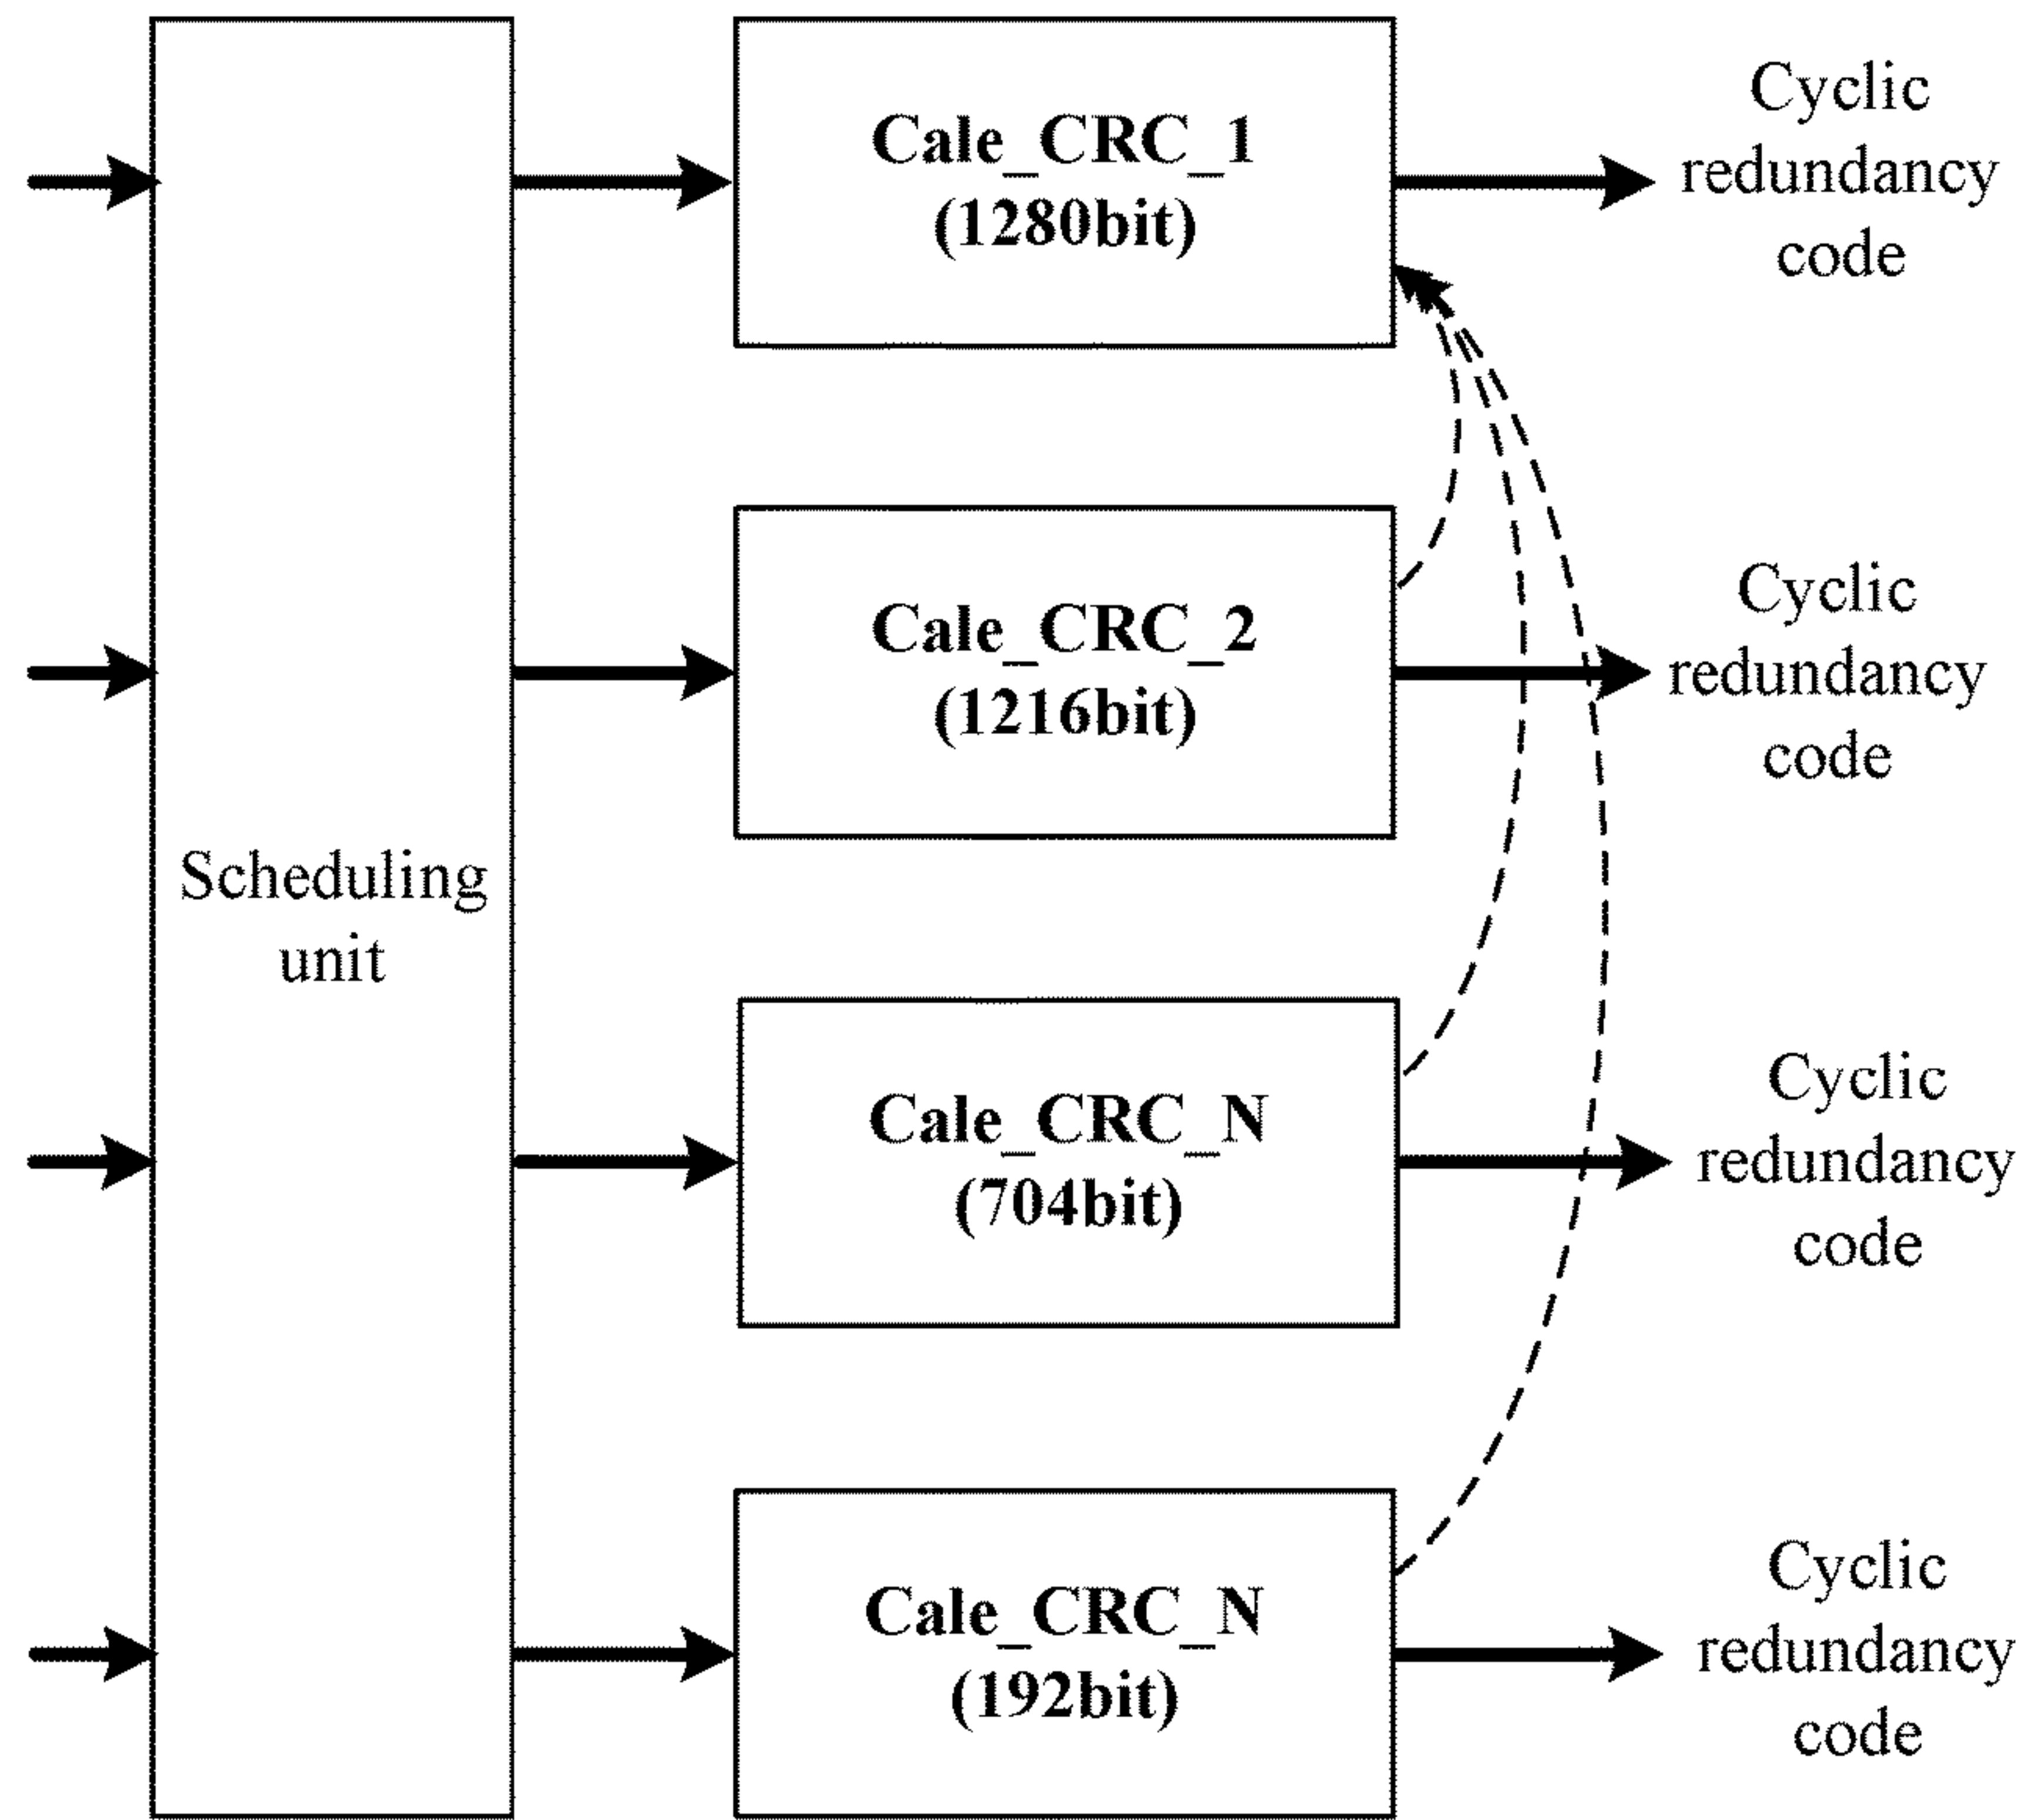 Scheduling
unit
Cale_CRC_1
(1280bit)
Cyclic
redundancy
code
Cale_CRC_2
(1216bit)
Cyclic
redundancy
code
Cale_CRC_N
(704bit)
Cyclic
redundancy
code
Cale_CRC_N
(192bit)
Cyclic
redundancy
code